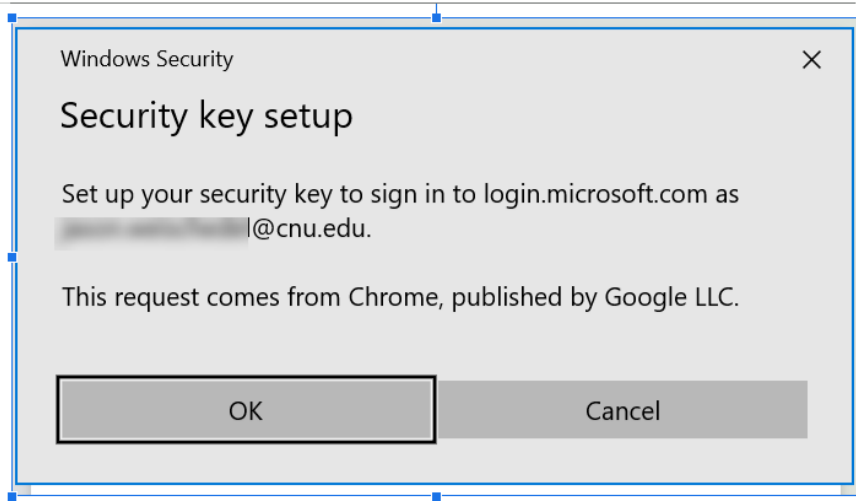 Windows Security
Security key setup
Set up your security key to sign in to login.microsoft.com as
@cnu.edu.
This request comes from Chrome, published by Google LLC.
OK
Cancel